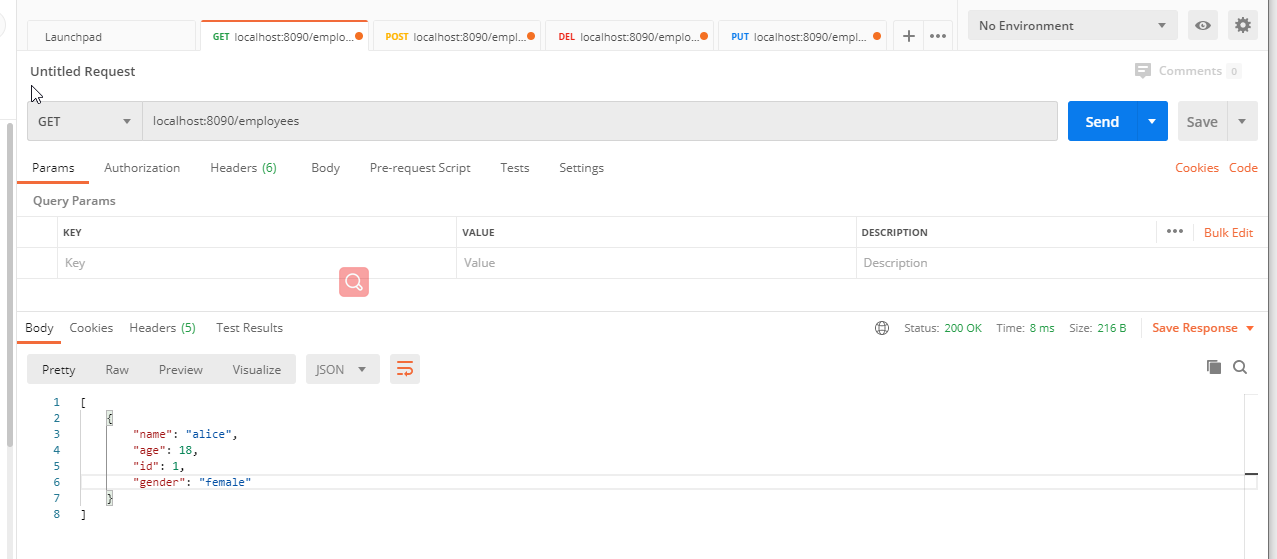 Launchpad
GET localhost:8090/emplo...
POST localhost:8090/empl...
DEL localhost:8090/emplo...
PUT localhost:8090/empl...
+
•••
No Environment
Untitled Request
Comments 0
GET
localhost:8090/employees
Send
Save
Params Authorization Headers (6) Body Pre-request Script Tests Settings Cookies Code
Query Params
KEY VALUE DESCRIPTION ••• Bulk Edit
Key Value Description
Body Cookies Headers (5) Test Results Status: 200 OK Time: 8 ms Size: 216 B Save Response
Pretty Raw Preview Visualize JSON
1 [
2 {
3 "name": "alice",
4 "age": 18,
5 "id": 1,
6 "gender": "female"
7 }
8 ]